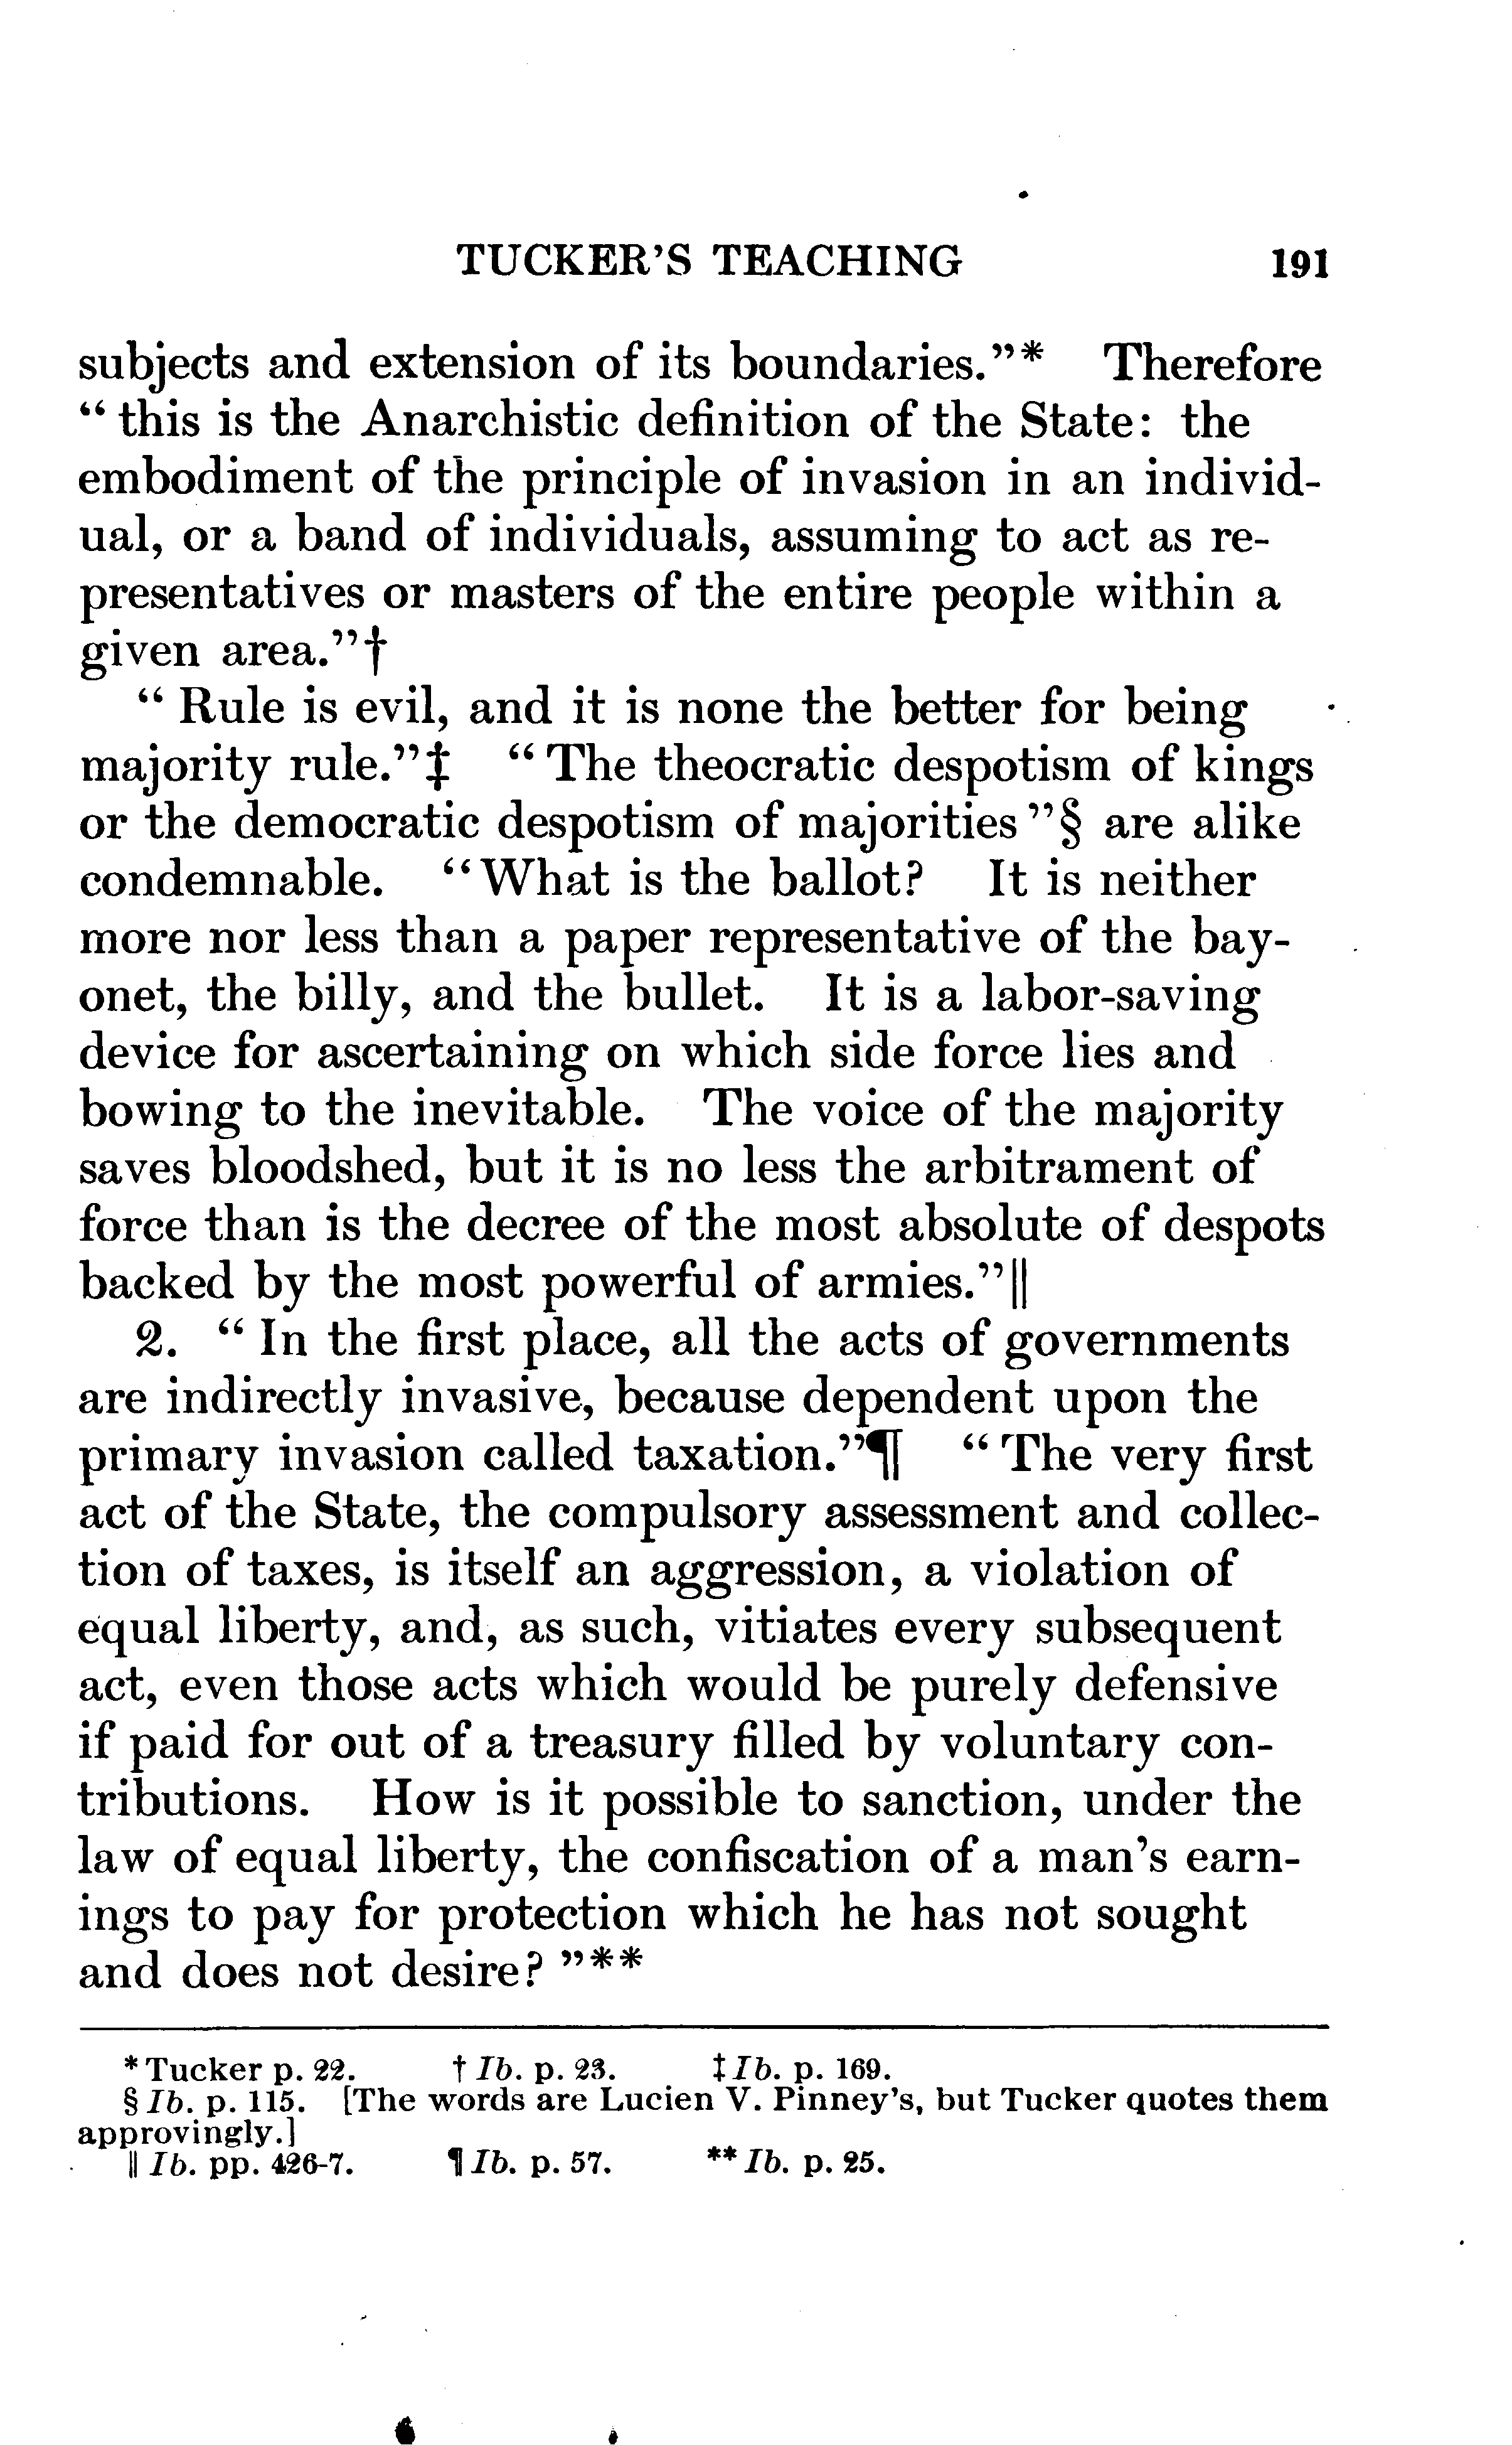 TUCKER'S TEACHING 191
subjects and extension of its boundaries."* Therefore
" this is the Anarchistic definition of the State: the
embodiment of the principle of invasion in an individ-
ual, or a band of individuals, assuming to act as re-
presentatives or masters of the entire people within a
given area."†
" Rule is evil, and it is none the better for being
majority rule."‡ " The theocratic despotism of kings
or the democratic despotism of majorities "§ are alike
condemnable. "What is the ballot? It is neither
more nor less than a paper representative of the bay-
onet, the billy, and the bullet. It is a labor-saving
device for ascertaining on which side force lies and
bowing to the inevitable. The voice of the majority
saves bloodshed, but it is no less the arbitrament of
force than is the decree of the most absolute of despots
backed by the most powerful of armies."‖
2. " In the first place, all the acts of governments
are indirectly invasive, because dependent upon the
primary invasion called taxation."¶ " The very first
act of the State, the compulsory assessment and collec-
tion of taxes, is itself an aggression, a violation of
equal liberty, and, as such, vitiates every subsequent
act, even those acts which would be purely defensive
if paid for out of a treasury filled by voluntary con-
tributions. How is it possible to sanction, under the
law of equal liberty, the confiscation of a man's earn-
ings to pay for protection which he has not sought
and does not desire? "**
* Tucker p. 22. † Ib. p. 23. ‡ Ib. p. 169.
§ Ib. p. 115. [The words are Lucien V. Pinney's, but Tucker quotes them
approvingly.]
‖ Ib. pp. 426-7. ¶ Ib. p. 57. ** Ib. p. 25.